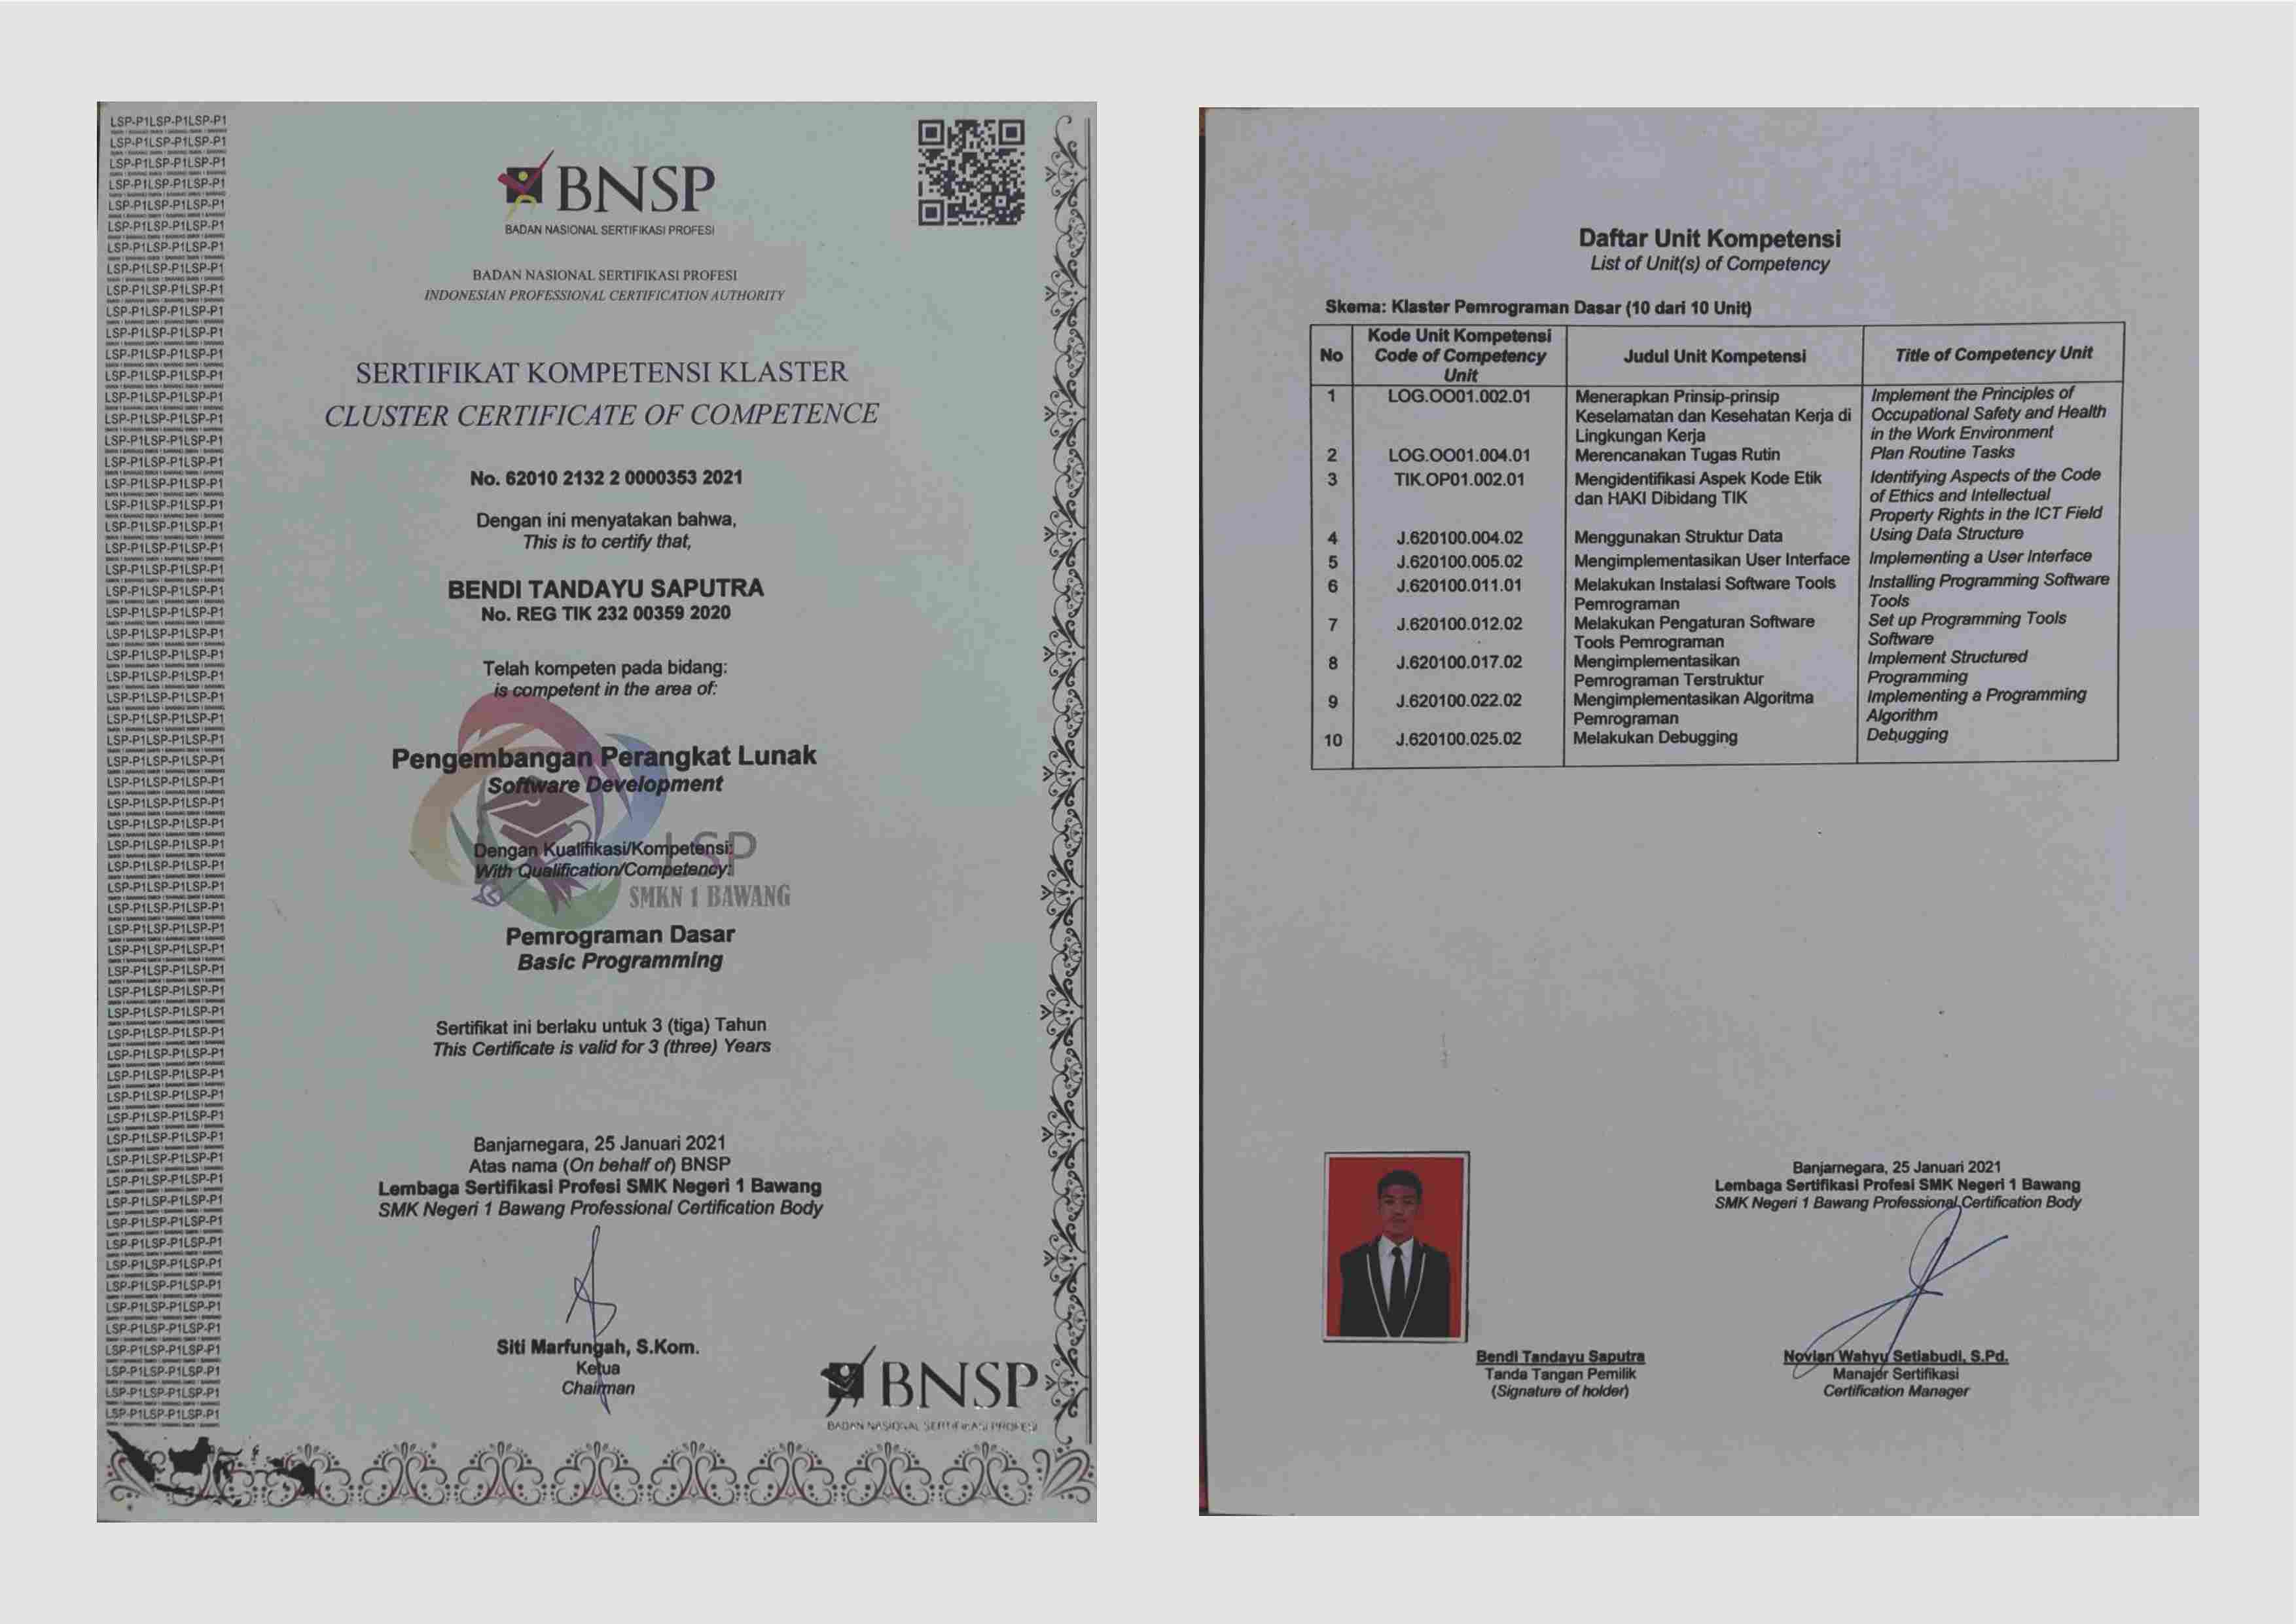 BNSP
BADAN NASIONAL SERTIFIKASI PROFESI
BADAN NASIONAL SERTIFIKASI PROFESI
INDONESIAN PROFESSIONAL CERTIFICATION AUTHORITY
SERTIFIKAT KOMPETENSI KLASTER
CLUSTER CERTIFICATE OF COMPETENCE
No. 62010 2132 2 0000353 2021
Dengan ini menyatakan bahwa,
This is to certify that,
BENDI TANDAYU SAPUTRA
No. REG TIK 232 00359 2020
Telah kompeten pada bidang:
is competent in the area of:
Pengembangan Perangkat Lunak
Software Development
LSP
Dengan Kualifikasi/Kompetensi:
With Qualification/Competency:
SMKN 1 BAWANG
Pemrograman Dasar
Basic Programming
Sertifikat ini berlaku untuk 3 (tiga) Tahun
This Certificate is valid for 3 (three) Years
Banjarnegara, 25 Januari 2021
Atas nama (On behalf of) BNSP
Lembaga Sertifikasi Profesi SMK Negeri 1 Bawang
SMK Negeri 1 Bawang Professional Certification Body
Siti Marfungah, S.Kom.
Ketua
Chairman
BNSP
BADAN NASIONAL SERTIFIKASI PROFESI
LSP-P1LSP-P1LSP-P1
Daftar Unit Kompetensi
List of Unit(s) of Competency
Skema: Klaster Pemrograman Dasar (10 dari 10 Unit)
No
Kode Unit Kompetensi
Code of Competency
Unit
Judul Unit Kompetensi
Title of Competency Unit
1 LOG.OO01.002.01 Menerapkan Prinsip-prinsip Implement the Principles of
Keselamatan dan Kesehatan Kerja di Occupational Safety and Health
Lingkungan Kerja in the Work Environment
2 LOG.OO01.004.01 Merencanakan Tugas Rutin Plan Routine Tasks
3 TIK.OP01.002.01 Mengidentifikasi Aspek Kode Etik Identifying Aspects of the Code
dan HAKI Dibidang TIK of Ethics and Intellectual
Property Rights in the ICT Field
4 J.620100.004.02 Menggunakan Struktur Data Using Data Structure
5 J.620100.005.02 Mengimplementasikan User Interface Implementing a User Interface
6 J.620100.011.01 Melakukan Instalasi Software Tools Installing Programming Software
Pemrograman Tools
7 J.620100.012.02 Melakukan Pengaturan Software Set up Programming Tools
Tools Pemrograman Software
8 J.620100.017.02 Mengimplementasikan Implement Structured
Pemrograman Terstruktur Programming
9 J.620100.022.02 Mengimplementasikan Algoritma Implementing a Programming
Pemrograman Algorithm
10 J.620100.025.02 Melakukan Debugging Debugging
Banjarnegara, 25 Januari 2021
Lembaga Sertifikasi Profesi SMK Negeri 1 Bawang
SMK Negeri 1 Bawang Professional Certification Body
Bendi Tandayu Saputra
Tanda Tangan Pemilik
(Signature of holder)
Novian Wahyu Setiabudi, S.Pd.
Manajer Sertifikasi
Certification Manager